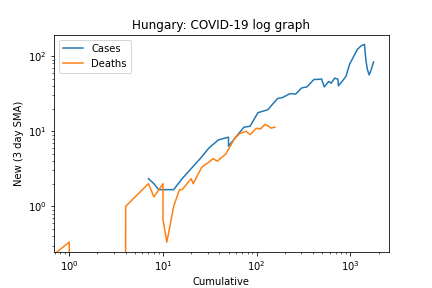 Hungary: COVID-19 log graph
Cases
Deaths
New (3 day SMA)
10²
10¹
10⁰
10⁰ 10¹ 10² 10³
Cumulative